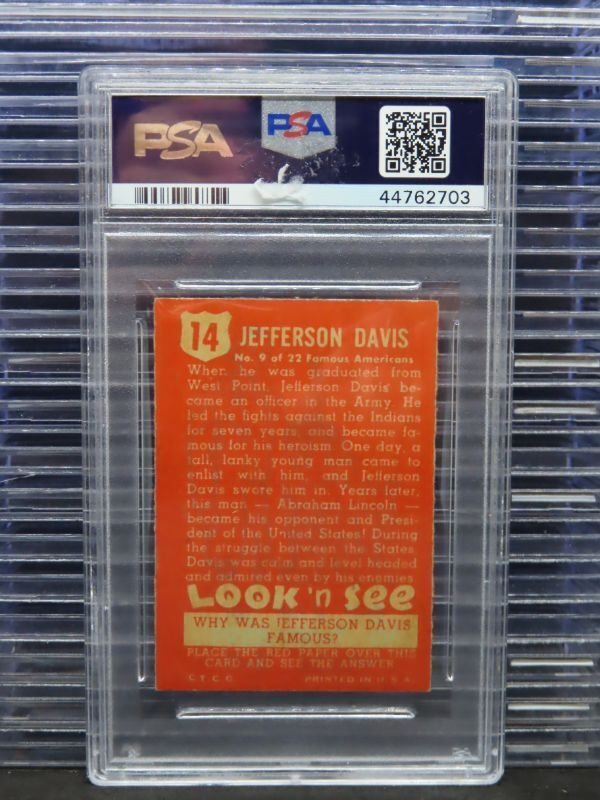 PSA PSA
44762703
14 JEFFERSON DAVIS
No. 9 of 22 Famous Americans
When he was graduated from
West Point, Jefferson Davis be-
came an officer in the Army. He
led the fights against the Indians
for seven years, and became fa-
mous for his heroism. One day, a
tall, lanky young man came to
enlist with him, and Jefferson
Davis swore him in. Years later,
this man — Abraham Lincoln —
became his opponent and Presi-
dent of the United States! During
the struggle between the States,
Davis was calm and level headed
and admired even by his enemies.
LOOK 'n SEE
WHY WAS JEFFERSON DAVIS
FAMOUS?
PLACE THE RED PAPER OVER THIS
CARD AND SEE THE ANSWER
C.T.C.G. PRINTED IN U.S.A.